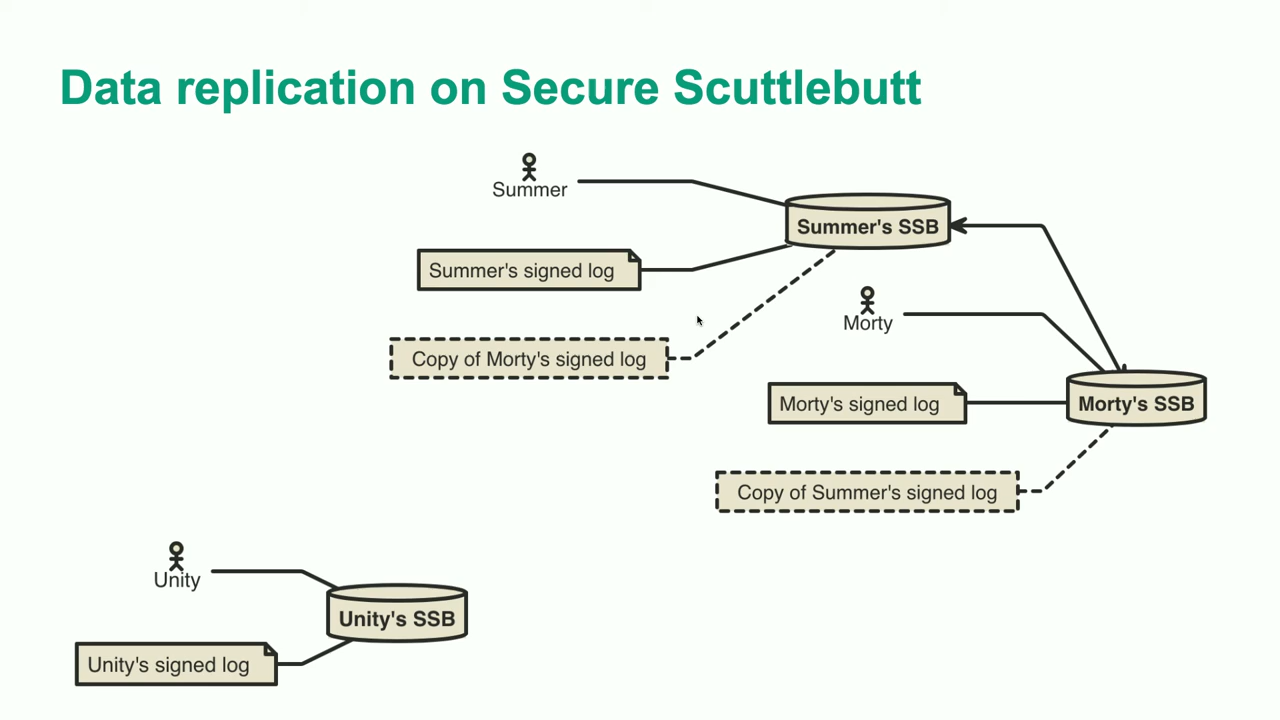 Data replication on Secure Scuttlebutt
Summer
Summer's SSB
Summer's signed log
Morty
Copy of Morty's signed log
Morty's signed log
Morty's SSB
Copy of Summer's signed log
Unity
Unity's SSB
Unity's signed log